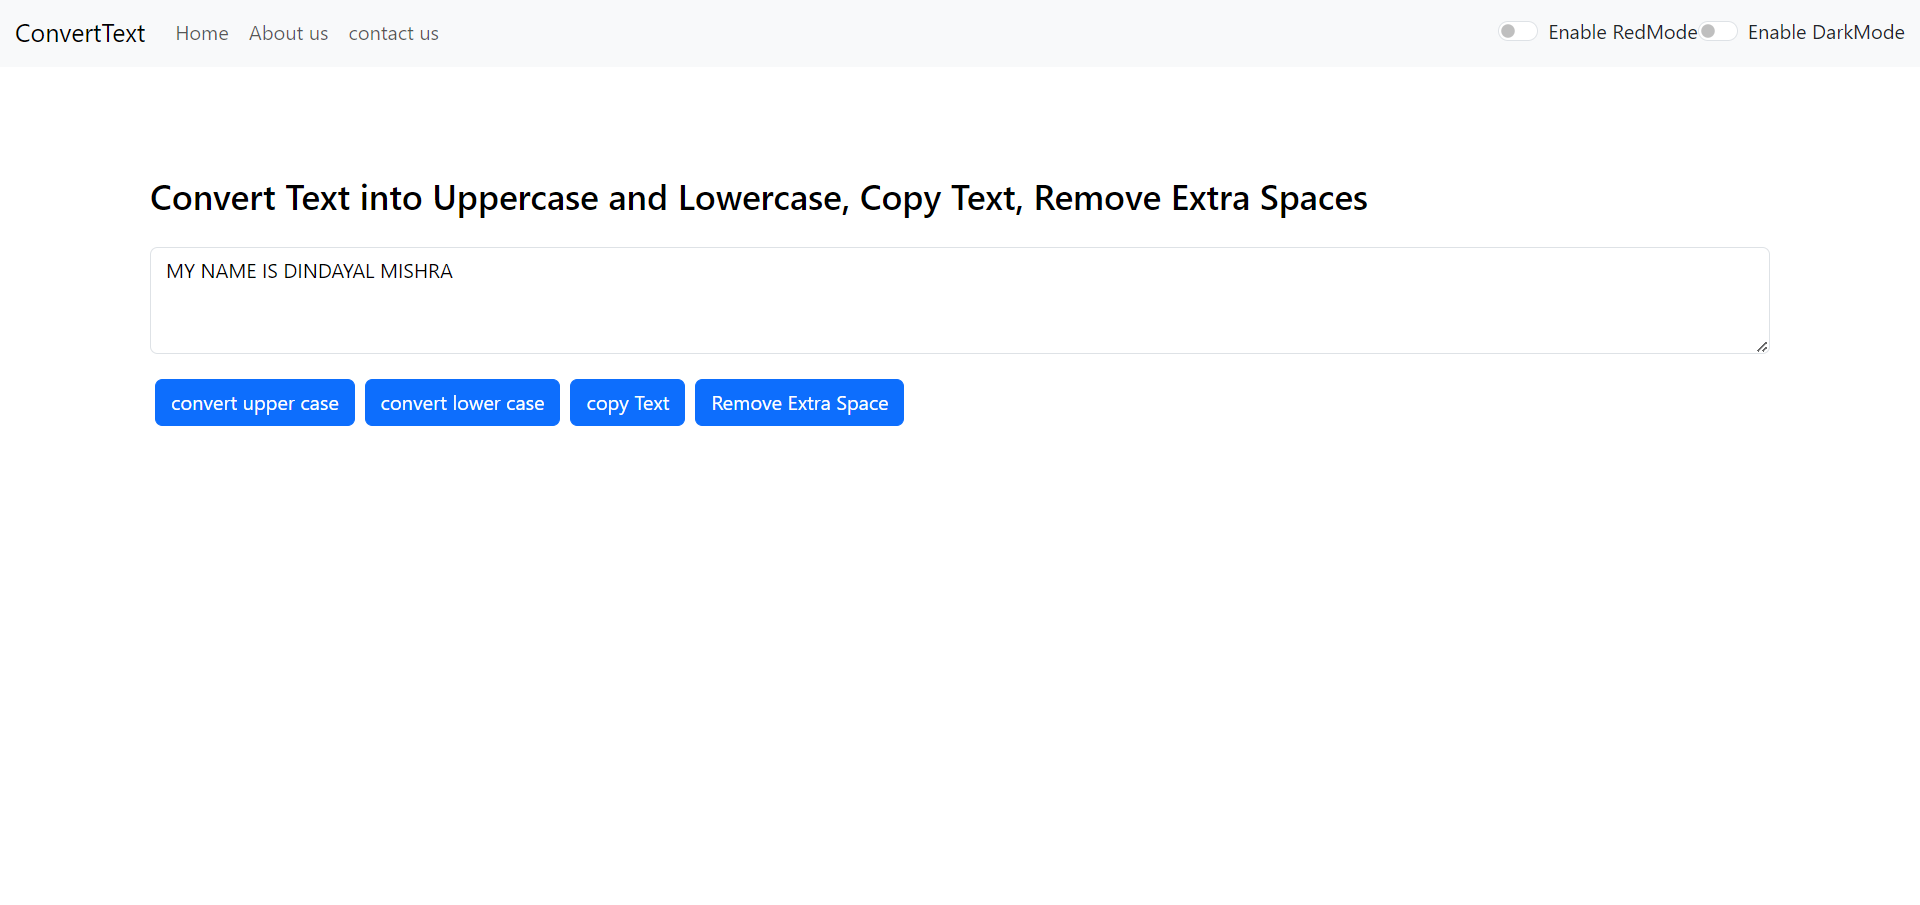 ConvertText Home About us contact us Enable RedMode Enable DarkMode
Convert Text into Uppercase and Lowercase, Copy Text, Remove Extra Spaces
MY NAME IS DINDAYAL MISHRA
convert upper case convert lower case copy Text Remove Extra Space